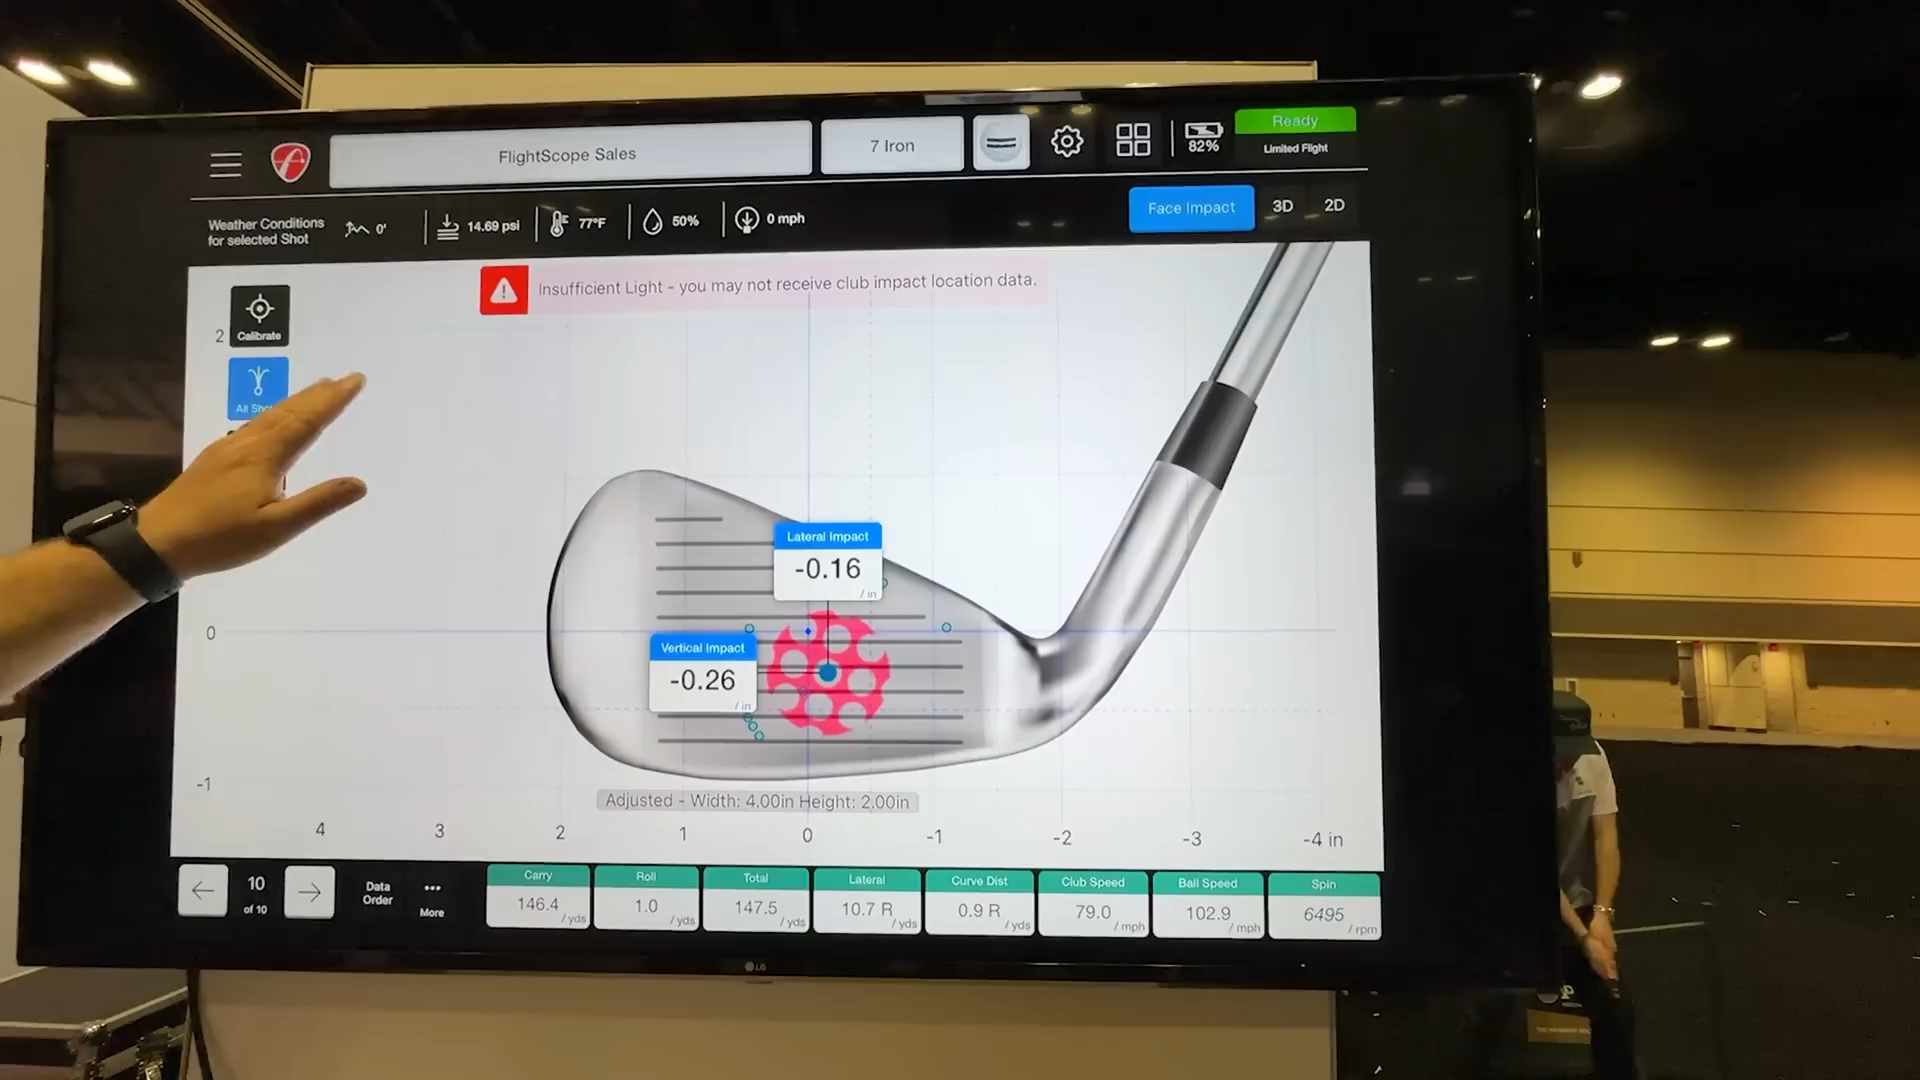 FlightScope Sales
7 Iron
82%
Ready
Limited Flight
Weather Conditions
for selected Shot
0'
14.69 psi
77°F
50%
0 mph
Face Impact
3D
2D
Insufficient Light - you may not receive club impact location data.
2
Calibrate
Lateral Impact
-0.16
/ in
0
Vertical Impact
-0.26
/ in
-1
Adjusted - Width: 4.00in Height: 2.00in
4
3
2
1
0
-1
-2
-3
-4 in
10
of 10
Data
Order
More
Carry
146.4
/ yds
Roll
1.0
/ yds
Total
147.5
/ yds
Lateral
10.7 R
/ yds
Curve Dist
0.9 R
/ yds
Club Speed
79.0
/ mph
Ball Speed
102.9
/ mph
Spin
6495
/ rpm
LG